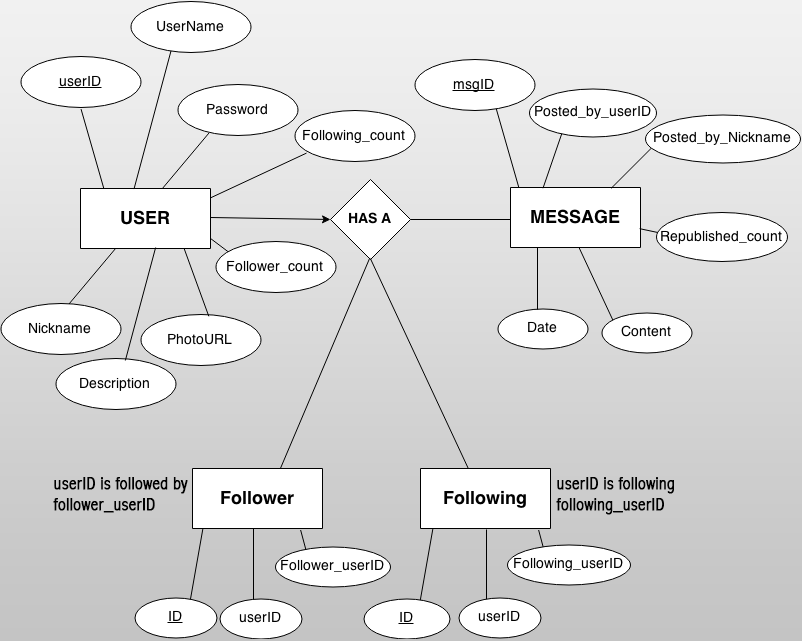 UserName
userID
msgID
Password
Posted_by_userID
Following_count
Posted_by_Nickname
USER
HAS A
MESSAGE
Republished_count
Follower_count
Nickname
PhotoURL
Date
Content
Description
userID is followed by
follower_userID
Follower
Following
userID is following
following_userID
Follower_userID
Following_userID
ID
userID
ID
userID